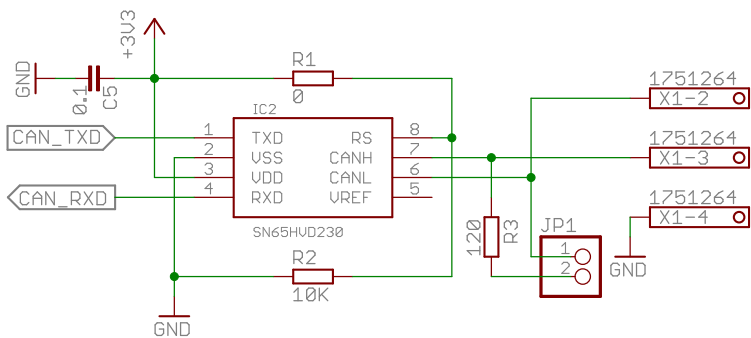 +3V3
GND
0.1
C5
R1
0
1751264
X1-2
IC2
CAN_TXD
1 TXD RS 8
2 VSS CANH 7
3 VDD CANL 6
4 RXD VREF 5
CAN_RXD
SN65HVD230
1751264
X1-3
1751264
X1-4
120
R3
JP1
1
2
GND
R2
10K
GND